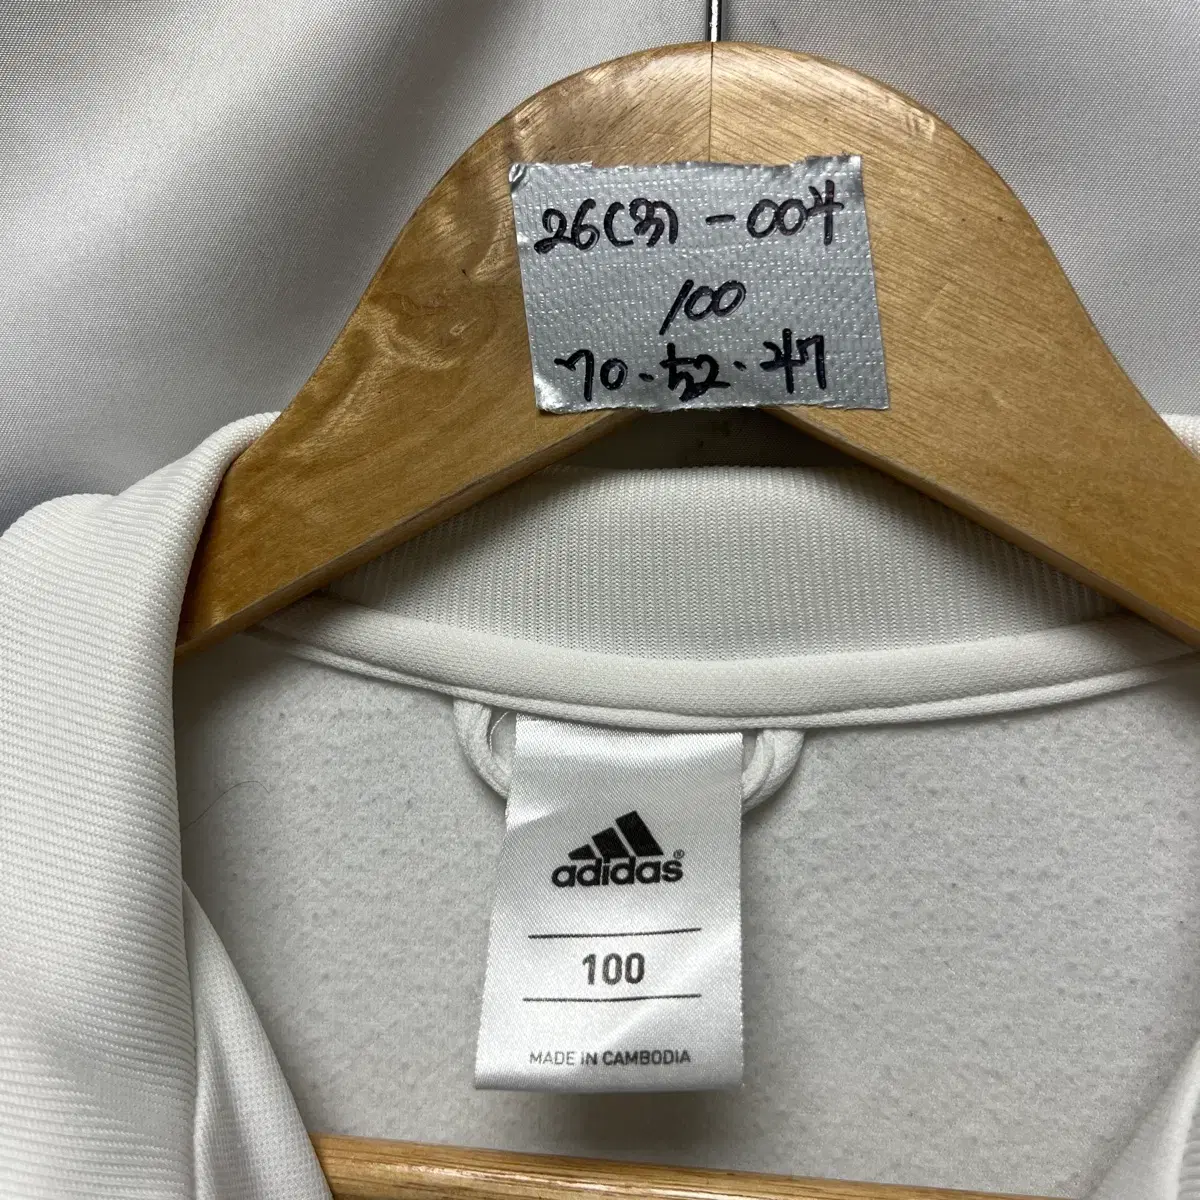 26(3) - 004
100
70 . 52 . 47
adidas®
100
MADE IN CAMBODIA